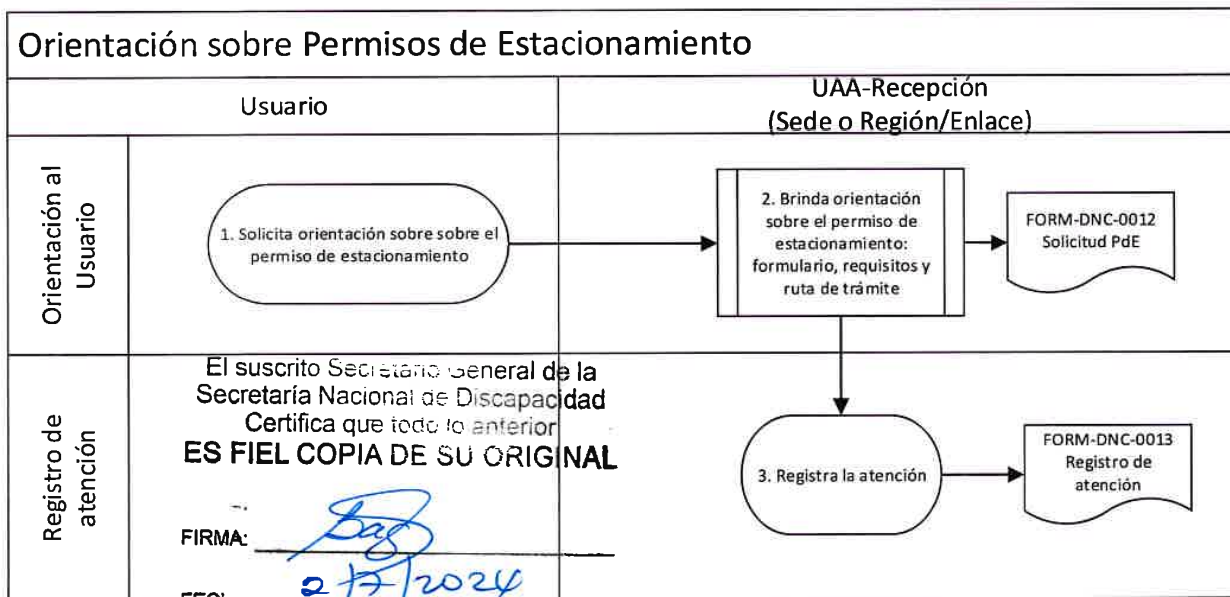 Orientación sobre Permisos de Estacionamiento
Usuario
UAA-Recepción
(Sede o Región/Enlace)
Orientación al
Usuario
1. Solicita orientación sobre sobre el
permiso de estacionamiento
2. Brinda orientación
sobre el permiso de
estacionamiento:
formulario, requisitos y
ruta de trámite
FORM-DNC-0012
Solicitud PdE
Registro de
atención
El suscrito Secretario General de la
Secretaría Nacional de Discapacidad
Certifica que todo lo anterior
ES FIEL COPIA DE SU ORIGINAL
FIRMA:
2/7/2024
3. Registra la atención
FORM-DNC-0013
Registro de
atención